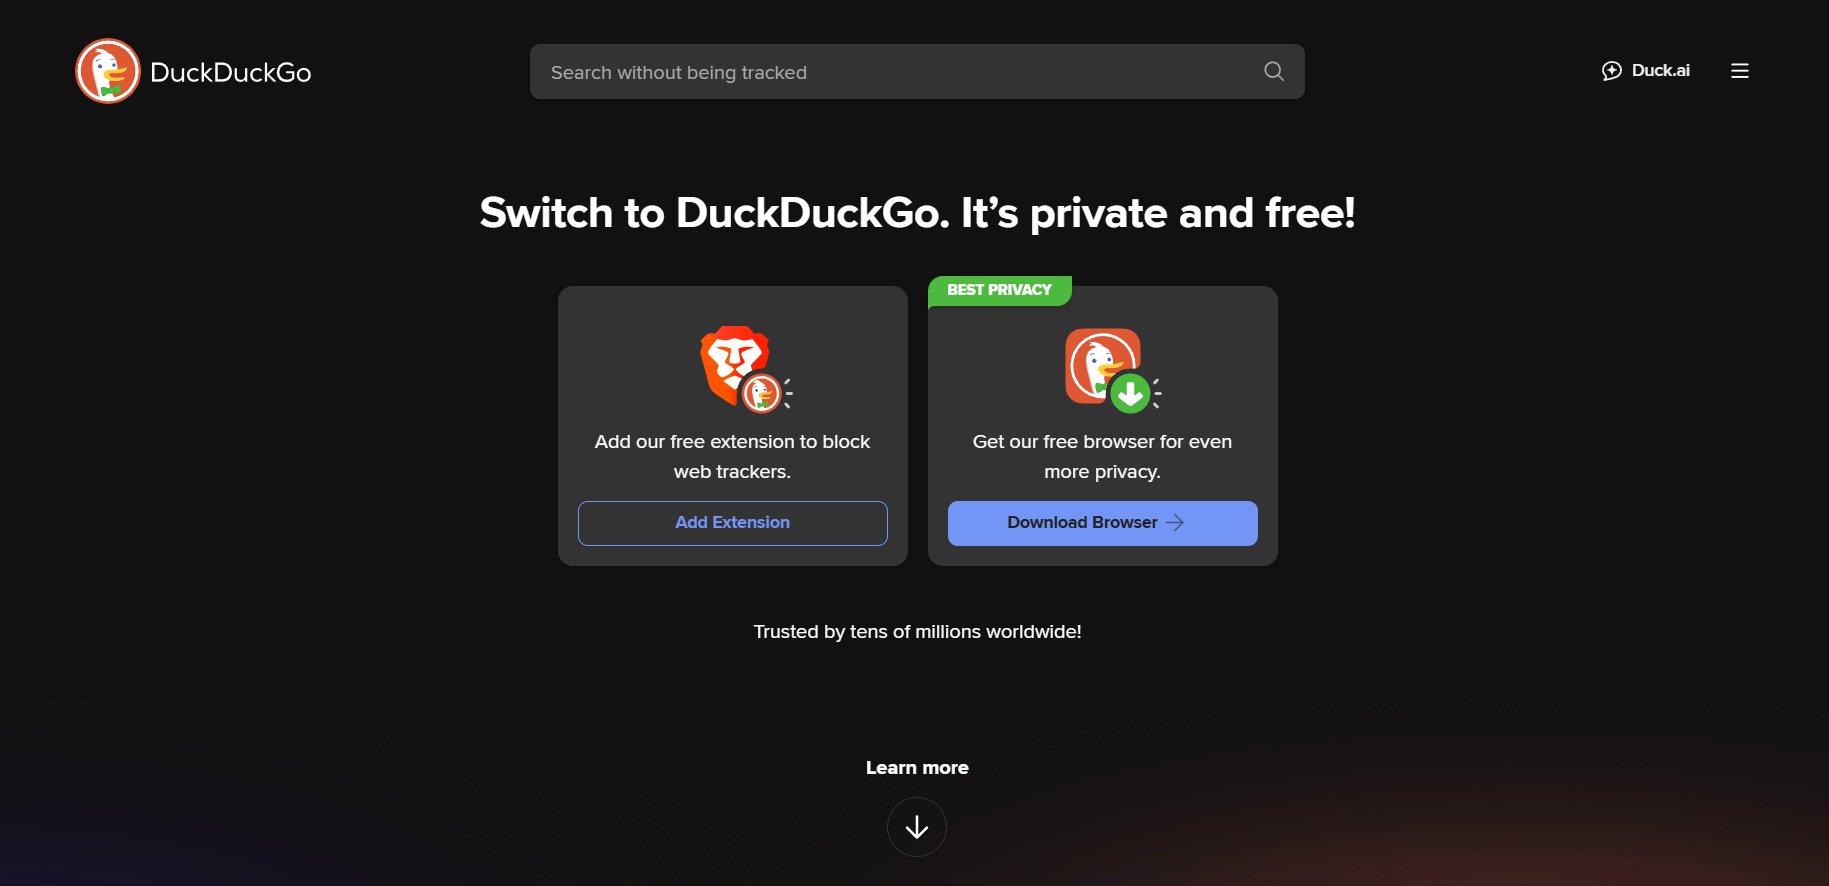 DuckDuckGo
Search without being tracked
Duck.ai
Switch to DuckDuckGo. It’s private and free!
Add our free extension to block
web trackers.
Add Extension
BEST PRIVACY
Get our free browser for even
more privacy.
Download Browser
Trusted by tens of millions worldwide!
Learn more